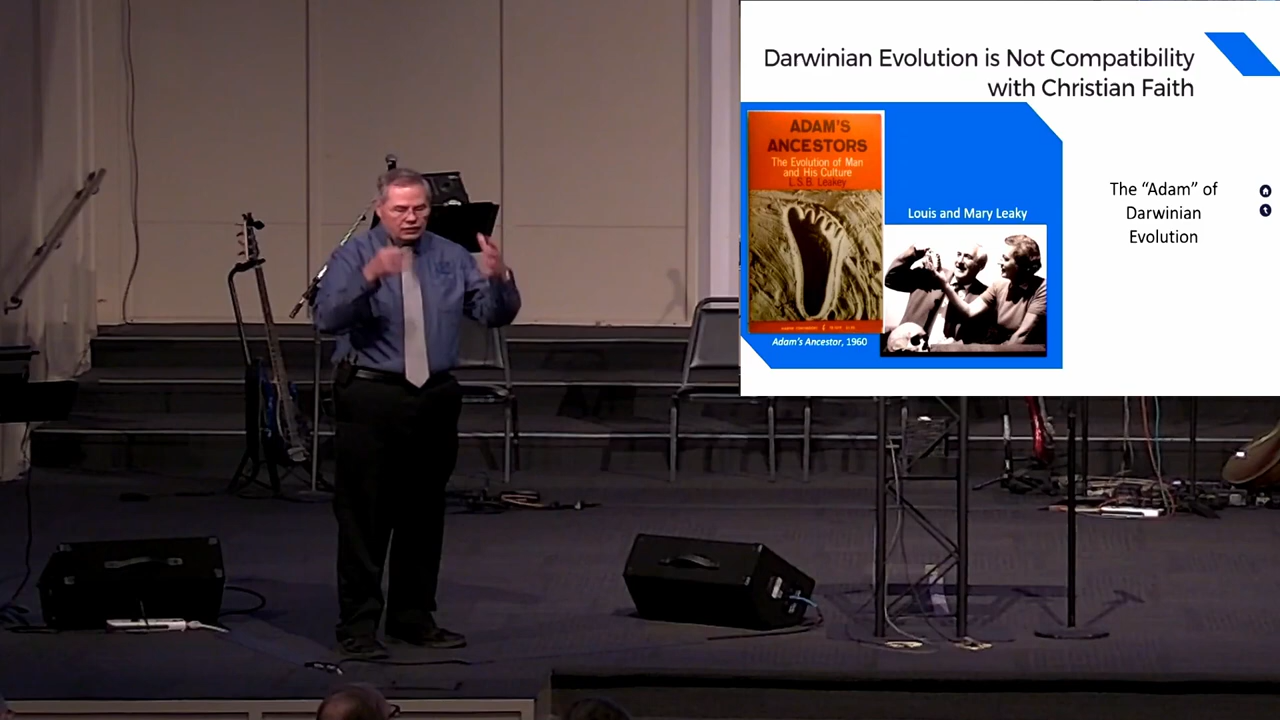 Darwinian Evolution is Not Compatibility
with Christian Faith
ADAM'S
ANCESTORS
The Evolution of Man
and His Culture
L.S.B. Leakey
Adam's Ancestor, 1960
Louis and Mary Leaky
The “Adam” of
Darwinian
Evolution